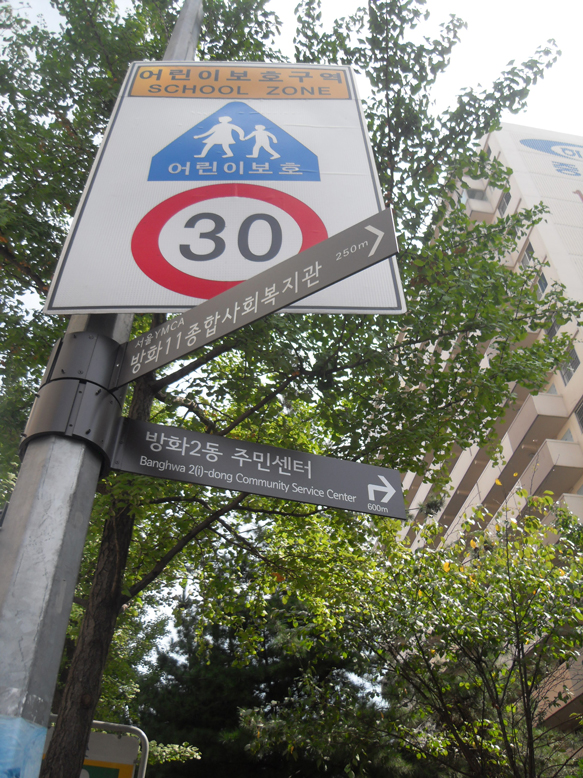 어린이보호구역
SCHOOL ZONE
어린이보호
30
250m
서울YMCA
방화11종합사회복지관
방화2동 주민센터
Banghwa 2(i)-dong Community Service Center
600m